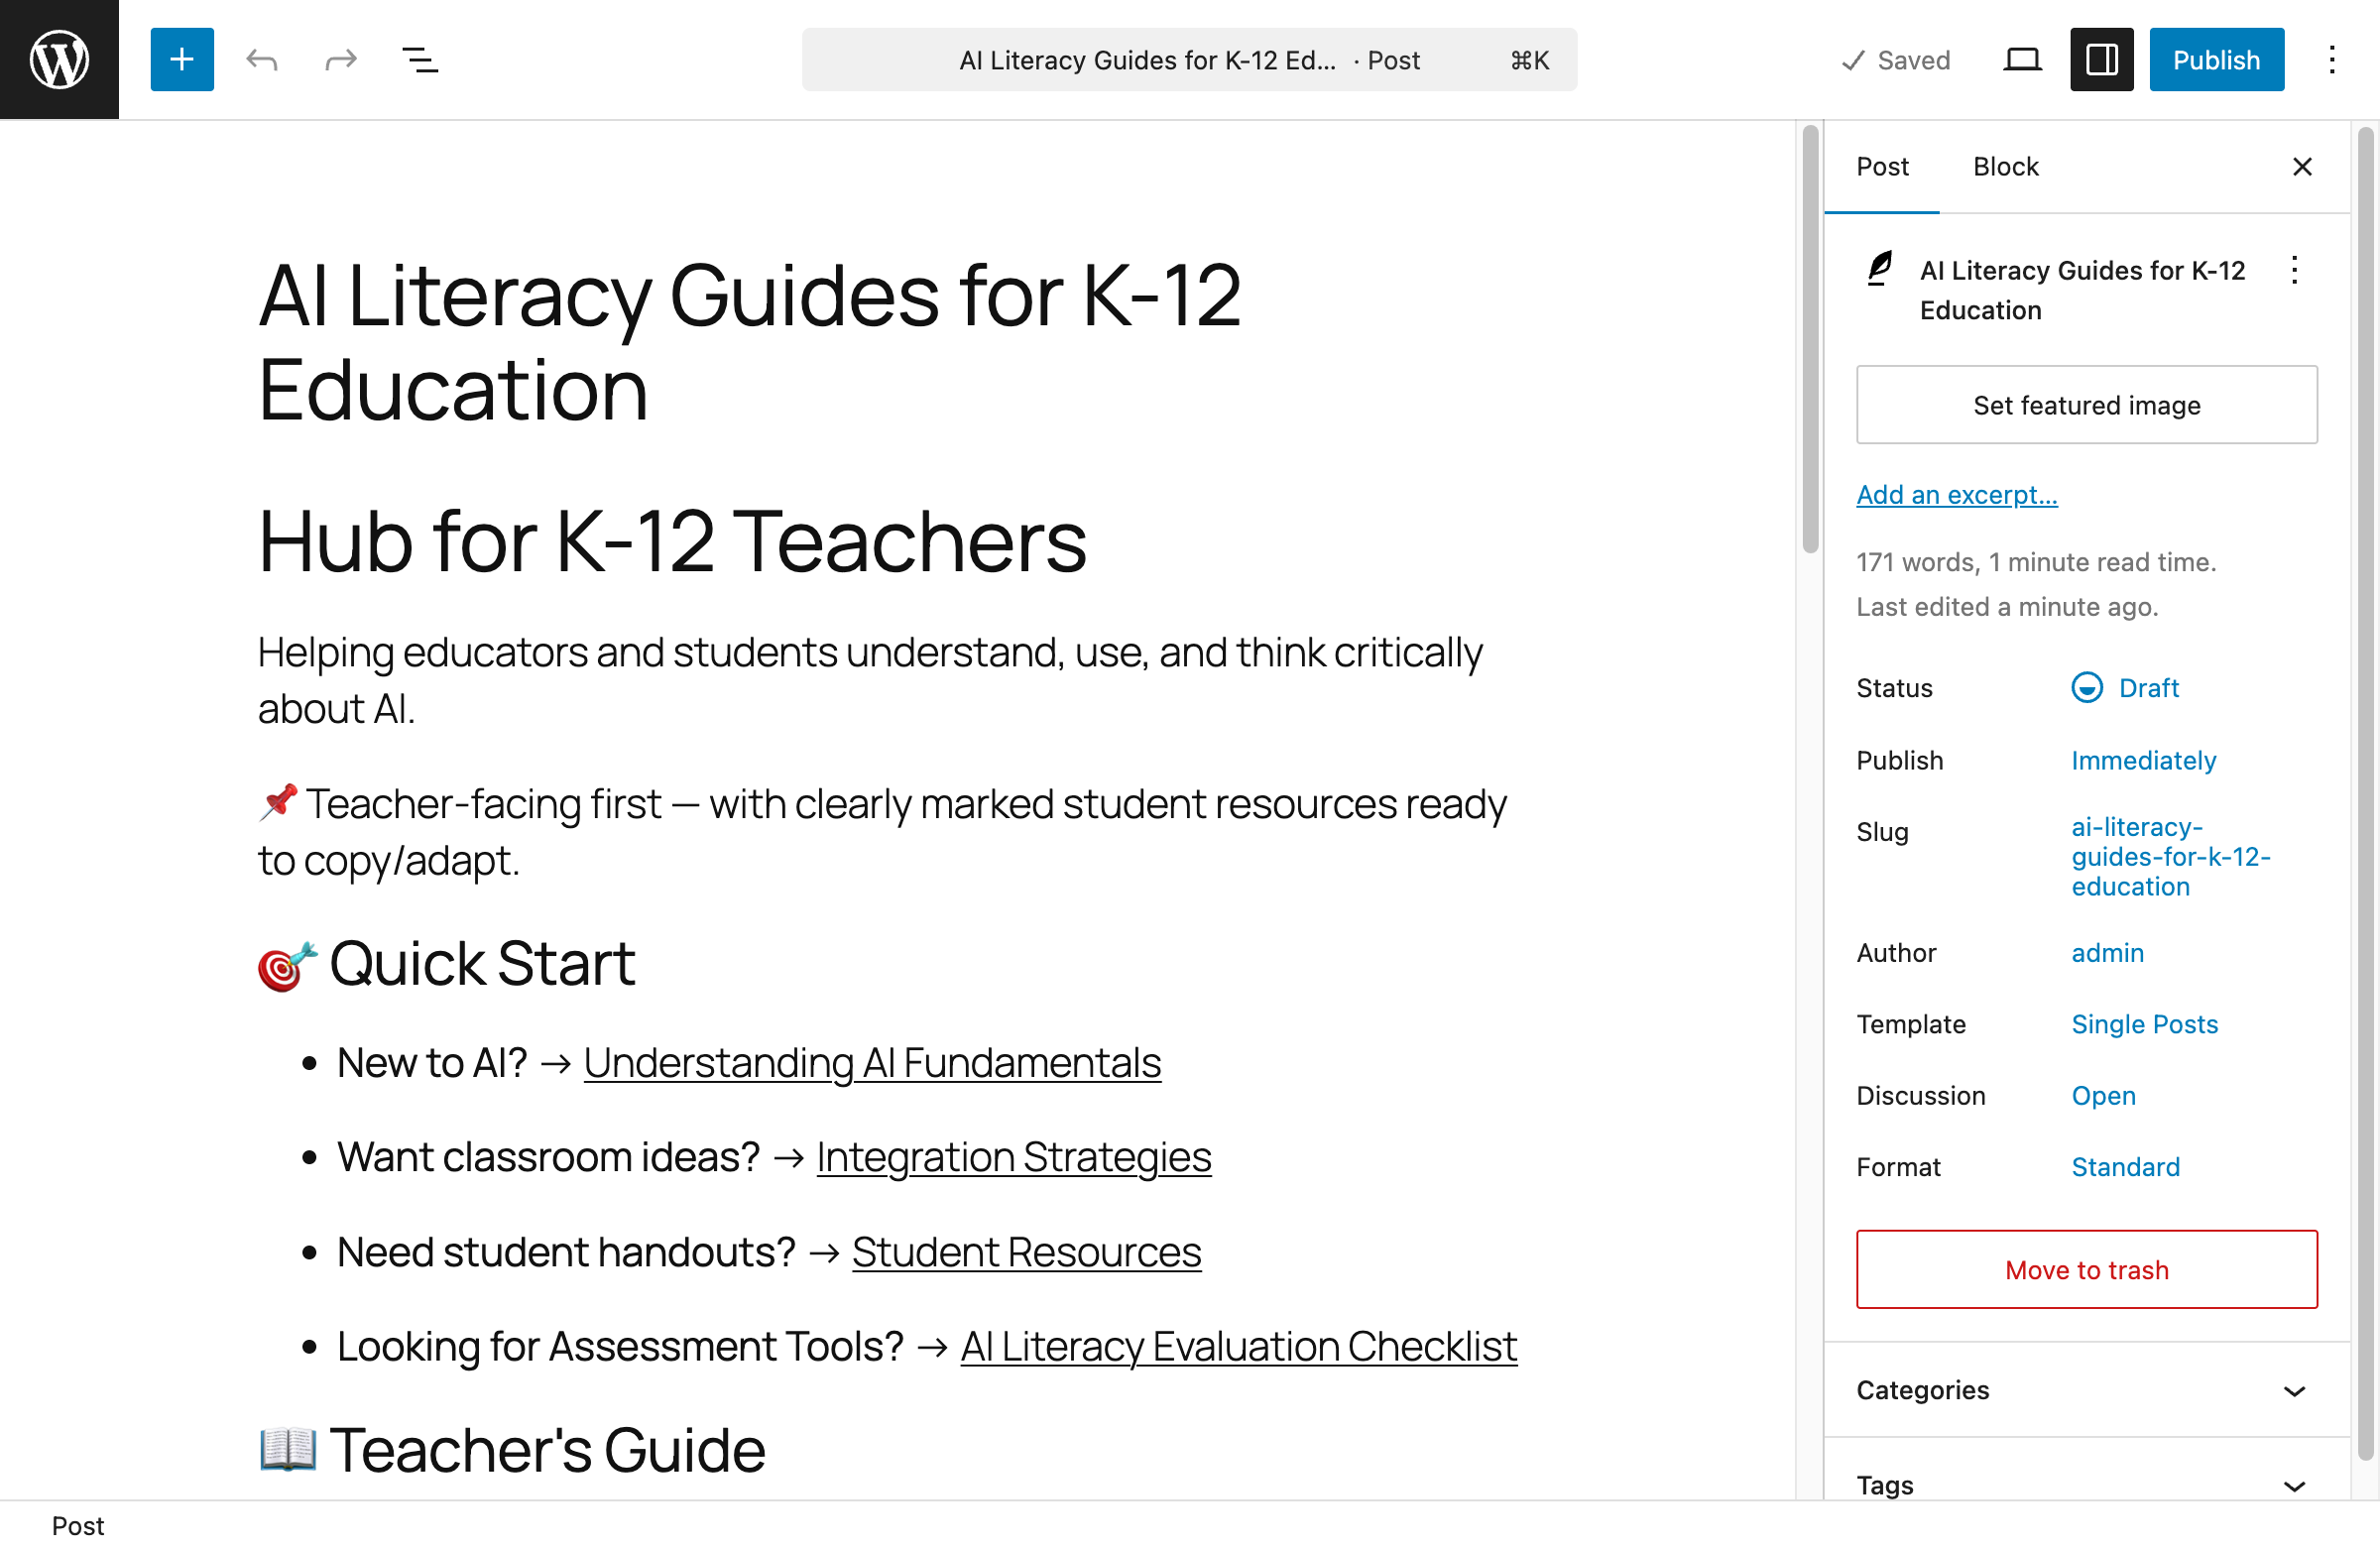 AI Literacy Guides for K-12 Ed... · Post ⌘K
Saved
Publish
AI Literacy Guides for K-12
Education
Hub for K-12 Teachers
Helping educators and students understand, use, and think critically
about AI.
📌 Teacher-facing first — with clearly marked student resources ready
to copy/adapt.
🎯 Quick Start
• New to AI? → Understanding AI Fundamentals
• Want classroom ideas? → Integration Strategies
• Need student handouts? → Student Resources
• Looking for Assessment Tools? → AI Literacy Evaluation Checklist
📖 Teacher's Guide
Post Block
AI Literacy Guides for K-12
Education
Set featured image
Add an excerpt...
171 words, 1 minute read time.
Last edited a minute ago.
Status Draft
Publish Immediately
Slug ai-literacy-
guides-for-k-12-
education
Author admin
Template Single Posts
Discussion Open
Format Standard
Move to trash
Categories
Tags
Post